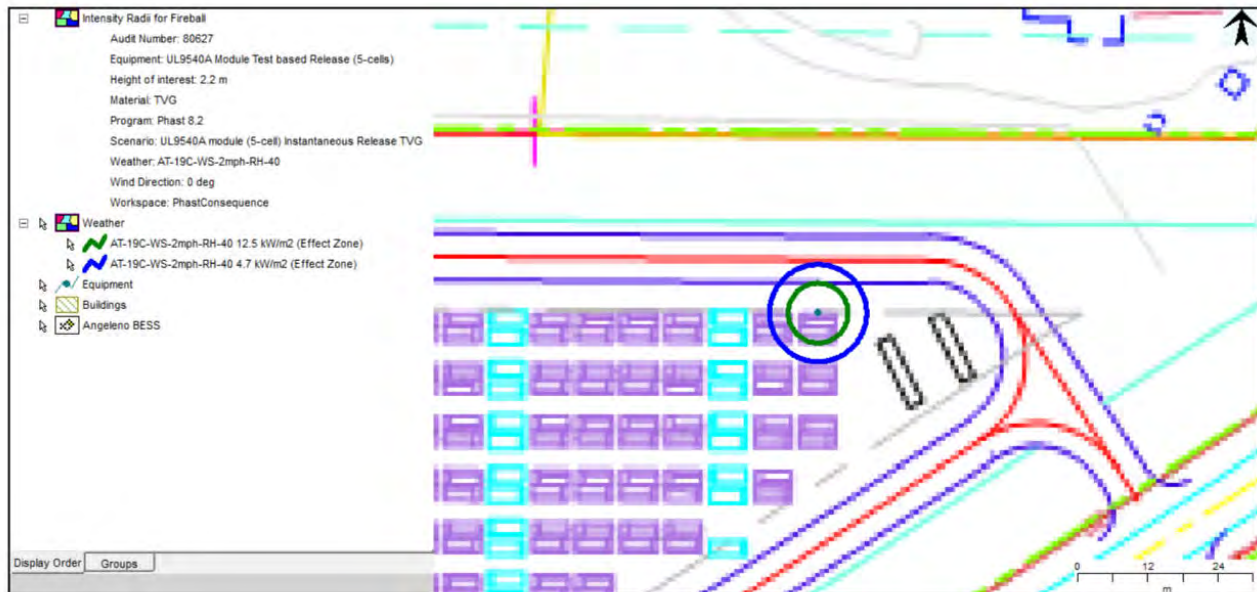 Intensity Radii for Fireball
Audit Number: 80627
Equipment: UL9540A Module Test based Release (5-cells)
Height of interest: 2.2 m
Material: TVG
Program: Phast 8.2
Scenario: UL9540A module (5-cell) Instantaneous Release TVG
Weather: AT-19C-WS-2mph-RH-40
Wind Direction: 0 deg
Workspace: PhastConsequence
Weather
AT-19C-WS-2mph-RH-40 12.5 kW/m2 (Effect Zone)
AT-19C-WS-2mph-RH-40 4.7 kW/m2 (Effect Zone)
Equipment
Buildings
Angeleno BESS
Display Order Groups
0 12 24
m